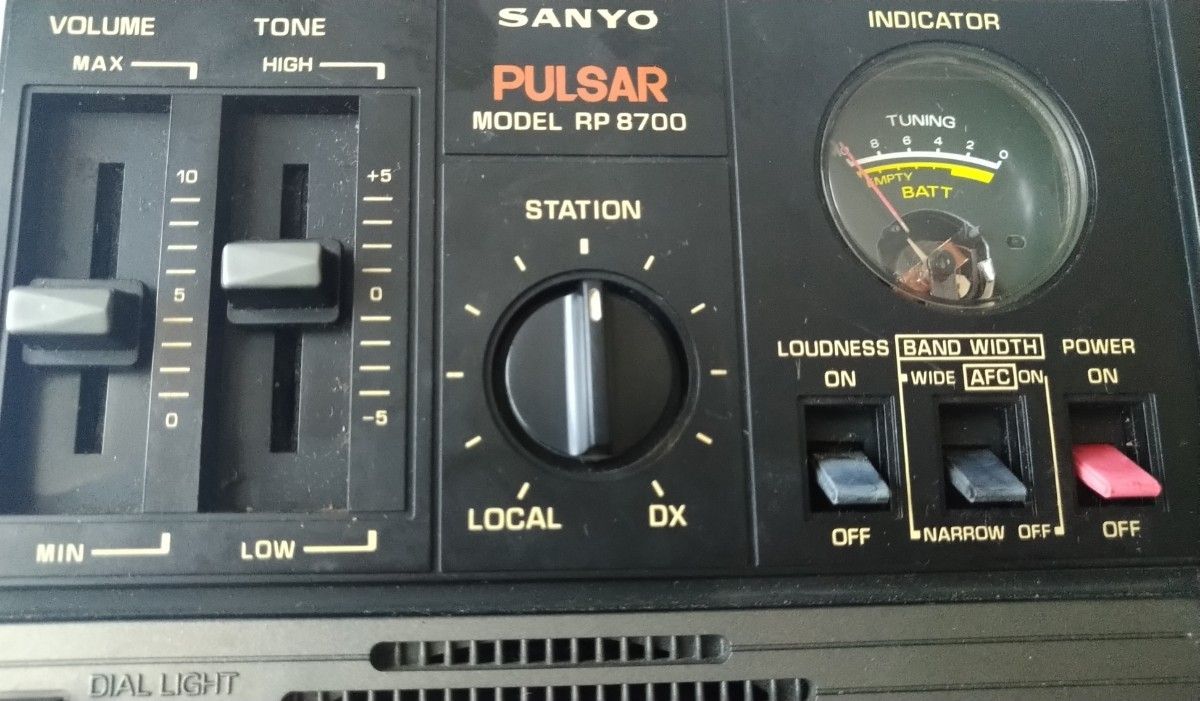 VOLUME
MAX
10
5
0
MIN
TONE
HIGH
+5
0
-5
LOW
SANYO
PULSAR
MODEL RP 8700
STATION
LOCAL DX
INDICATOR
TUNING
8 6 4 2 0
EMPTY
BATT
LOUDNESS
ON
OFF
BAND WIDTH
WIDE AFC ON
NARROW OFF
POWER
ON
OFF
DIAL LIGHT